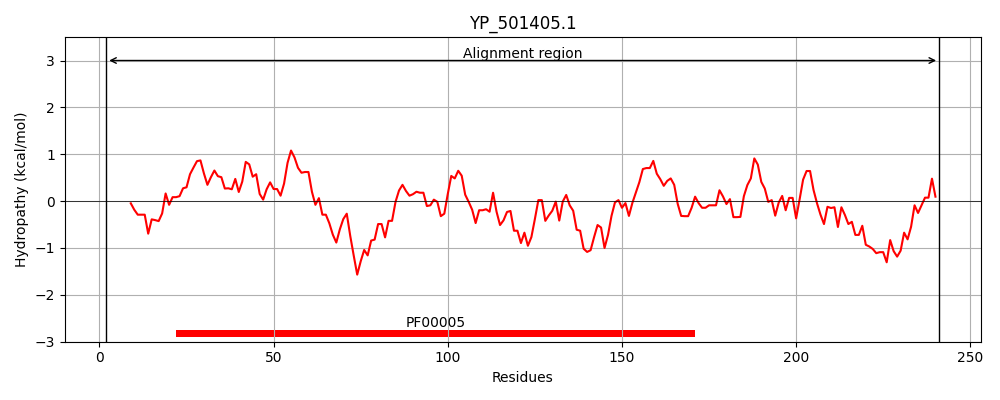 YP_501405.1
Alignment region
3
2
1
0
−1
−2
−3
Hydropathy (kcal/mol)
PF00005
0
50
100
150
200
250
Residues